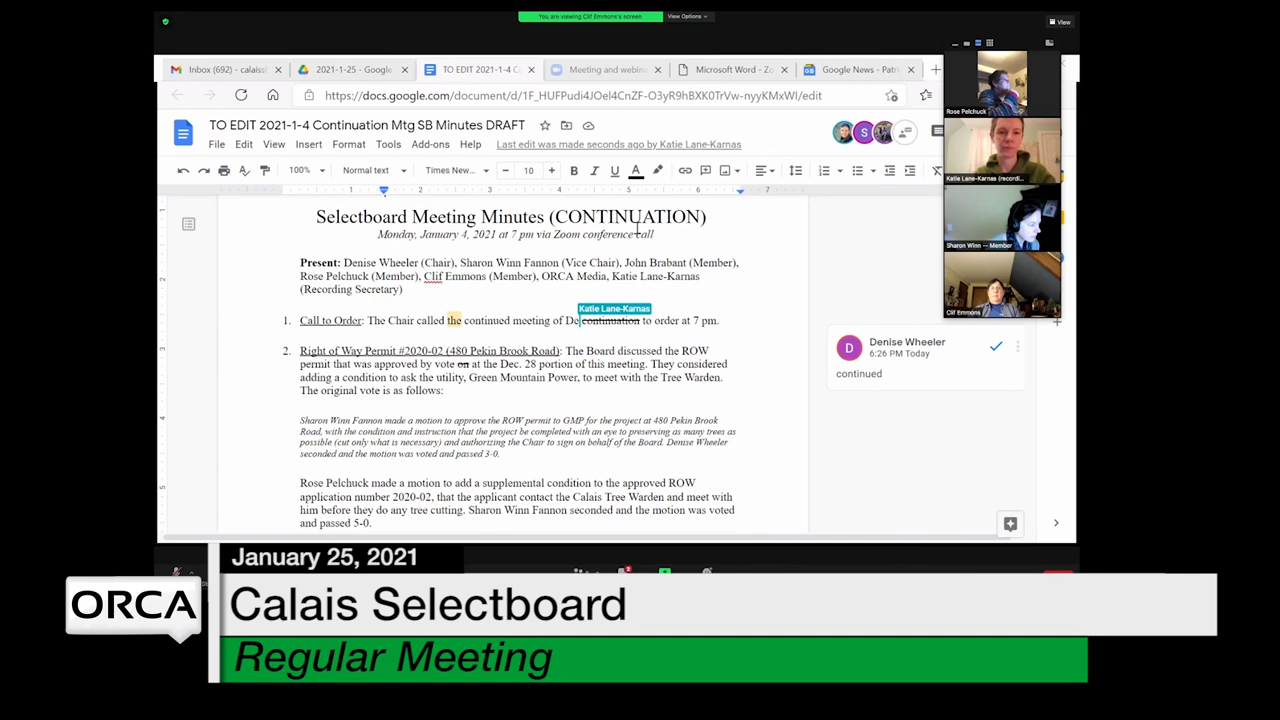 You are viewing Clif Emmons's screen
View Options
View
Inbox (692) - calaiss
2021-1-25 - Google
TO EDIT 2021-1-4 C
Meeting and webina
Microsoft Word - Zo
Google News - Patri
https://docs.google.com/document/d/1F_HUFPudi4JOel4CnZF-O3yR9hBXK0TrVw-nyyKMxWI/edit
Rose Pelchuck
TO EDIT 2021-1-4 Continuation Mtg SB Minutes DRAFT
S
File Edit View Insert Format Tools Add-ons Help Last edit was made seconds ago by Katie Lane-Karnas
100% Normal text Times New... 10 B I U A
Katie Lane-Karnas (recordi...
1 2 3 4 5 6 7
Selectboard Meeting Minutes (CONTINUATION)
Monday, January 4, 2021 at 7 pm via Zoom conference call
Sharon Winn -- Member
Present: Denise Wheeler (Chair), Sharon Winn Fannon (Vice Chair), John Brabant (Member),
Rose Pelchuck (Member), Clif Emmons (Member), ORCA Media, Katie Lane-Karnas
(Recording Secretary)
Clif Emmons
Katie Lane-Karnas
1. Call to Order: The Chair called the continued meeting of De continuation to order at 7 pm.
2. Right of Way Permit #2020-02 (480 Pekin Brook Road): The Board discussed the ROW
permit that was approved by vote on at the Dec. 28 portion of this meeting. They considered
adding a condition to ask the utility, Green Mountain Power, to meet with the Tree Warden.
The original vote is as follows:
D
Denise Wheeler
6:26 PM Today
continued
Sharon Winn Fannon made a motion to approve the ROW permit to GMP for the project at 480 Pekin Brook
Road, with the condition and instruction that the project be completed with an eye to preserving as many trees as
possible (cut only what is necessary) and authorizing the Chair to sign on behalf of the Board. Denise Wheeler
seconded and the motion was voted and passed 3-0.
Rose Pelchuck made a motion to add a supplemental condition to the approved ROW
application number 2020-02, that the applicant contact the Calais Tree Warden and meet with
him before they do any tree cutting. Sharon Winn Fannon seconded and the motion was voted
and passed 5-0.
January 25, 2021
ORCA
Calais Selectboard
Regular Meeting